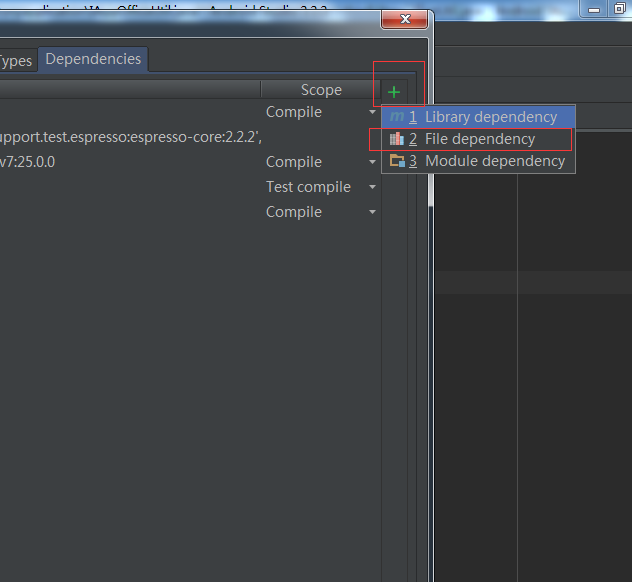 Types Dependencies
Scope
Compile
1 Library dependency
upport.test.espresso:espresso-core:2.2.2',
2 File dependency
v7:25.0.0
Compile
3 Module dependency
Test compile
Compile